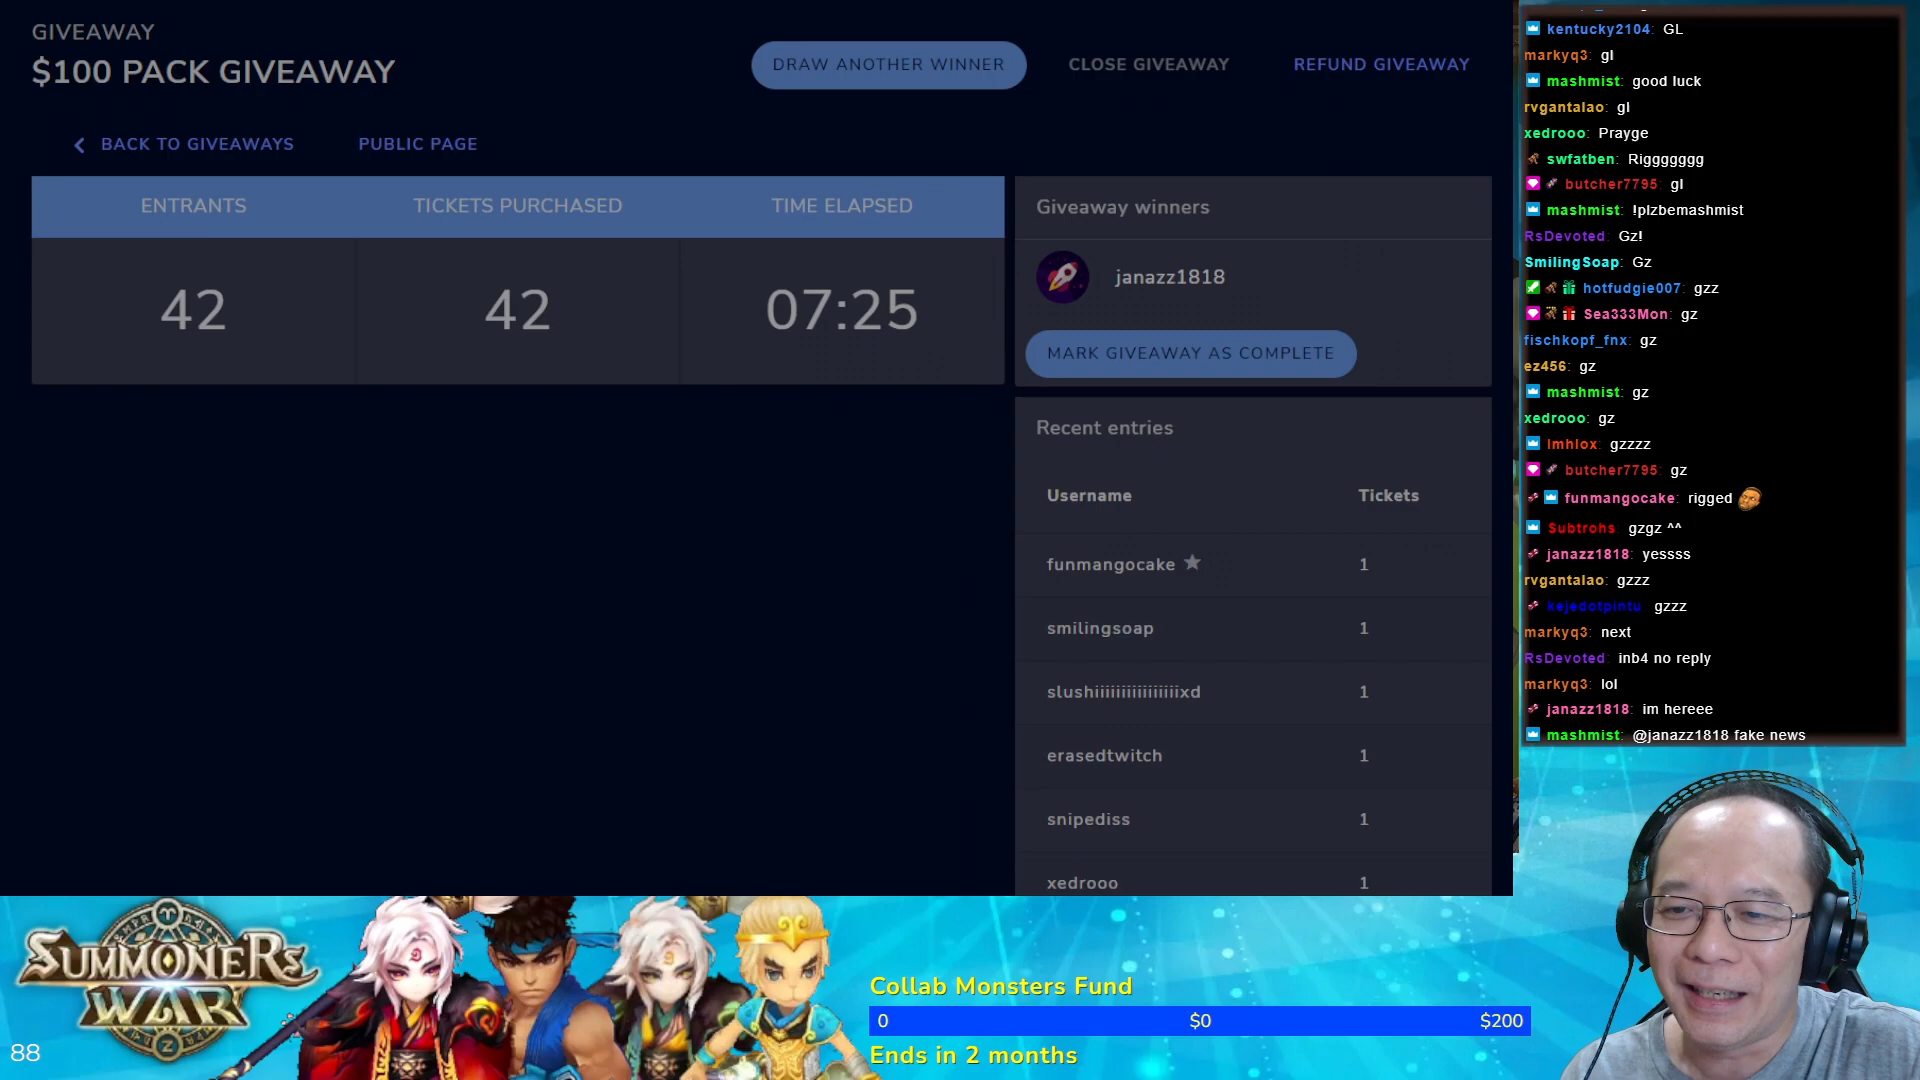 GIVEAWAY
$100 PACK GIVEAWAY
DRAW ANOTHER WINNER
CLOSE GIVEAWAY
REFUND GIVEAWAY
BACK TO GIVEAWAYS
PUBLIC PAGE
ENTRANTS
TICKETS PURCHASED
TIME ELAPSED
42
42
07:25
Giveaway winners
janazz1818
MARK GIVEAWAY AS COMPLETE
Recent entries
Username Tickets
funmangocake 1
smilingsoap 1
erasedtwitch 1
snipediss 1
xedrooo 1
kentucky2104: GL
markyq3: gl
mashmist: good luck
rvgantalao: gl
xedrooo: Prayge
swfatben: Rigggggg
butcher7795: gl
mashmist: !plzbemashmist
RsDevoted: Gz!
SmilingSoap: Gz
hotfudgie007: gzz
Sea333Mon: gz
fischkopf_fnx: gz
ez456: gz
mashmist: gz
xedrooo: gz
gzzzz
butcher7795: gz
funmangocake: rigged
Subtrohs: gzgz ^^
janazz1818: yessss
rvgantalao: gzzz
kejedotpintu: gzzz
markyq3: next
RsDevoted: inb4 no reply
markyq3: lol
janazz1818: im hereee
mashmist: @janazz1818 fake news
SUMMONERS
WAR
88
Collab Monsters Fund
0 $0 $200
Ends in 2 months